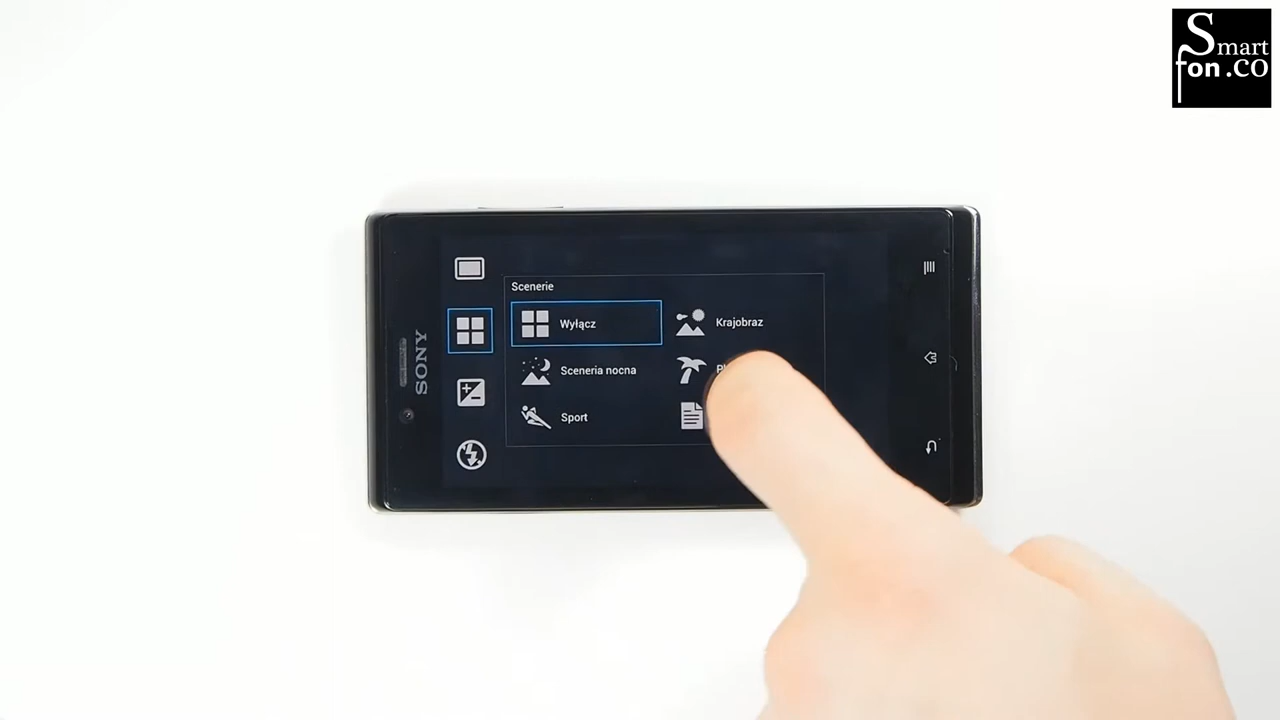 Smart
fon.co
SONY
Scenerie
Wyłącz
Krajobraz
Sceneria nocna
Sport